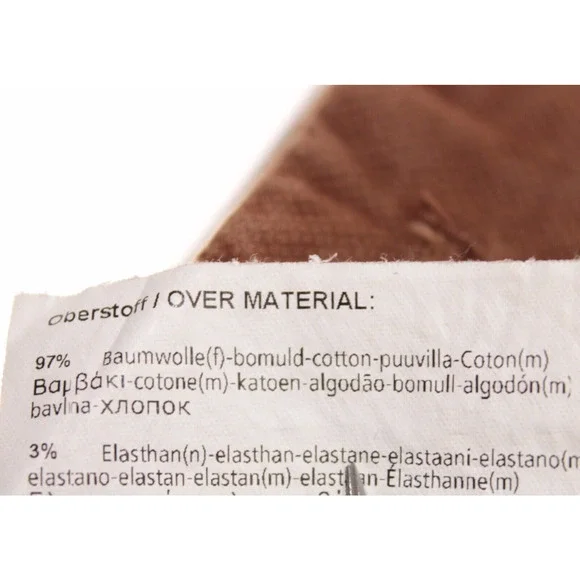 Oberstoff / OVER MATERIAL:
97% Baumwolle(f)-bomuld-cotton-puuvilla-Coton(m)
Βαμβάκι-cotone(m)-katoen-algodão-bomull-algodón(m)
bavlna-хлопок
3% Elasthan(n)-elasthan-elastane-elastaani-elastano(m
elastano-elastan-elastan(m)-elasthan-Élasthanne(m)